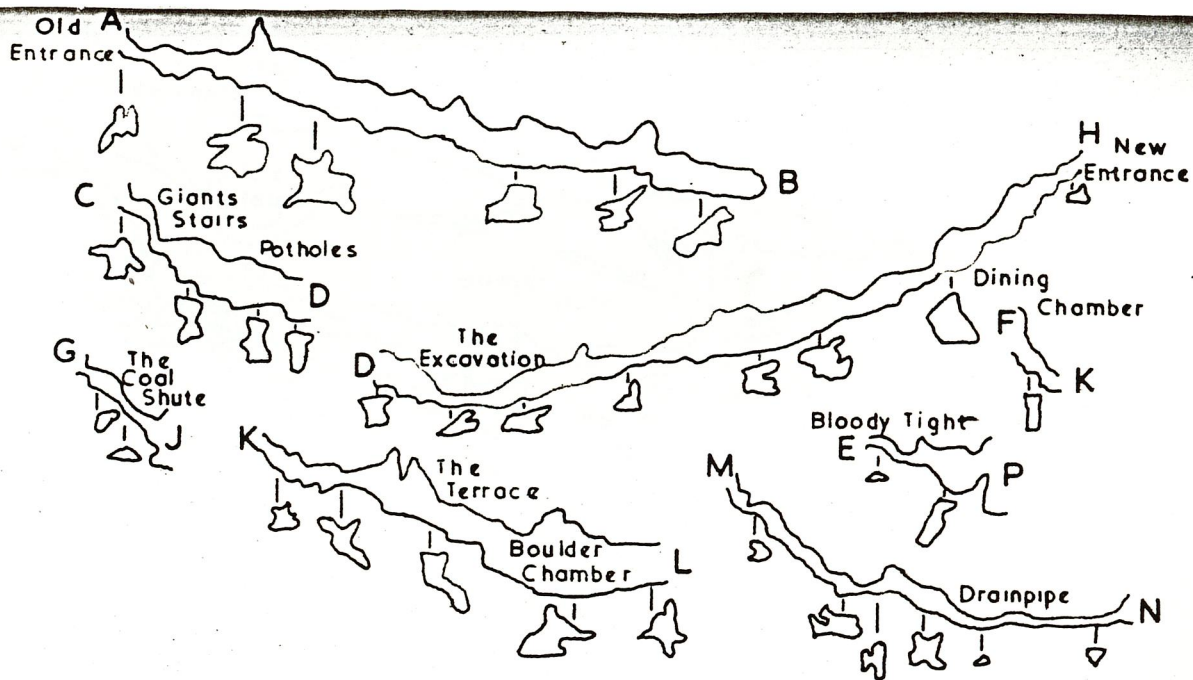 Old
Entrance
A
B
H
New
Entrance
C
Giants
Stairs
Potholes
D
Dining
Chamber
F
K
G
The
Coal
Shute
J
D
The
Excavation
Bloody Tight
E
P
K
The
Terrace
Boulder
Chamber
L
M
Drainpipe
N